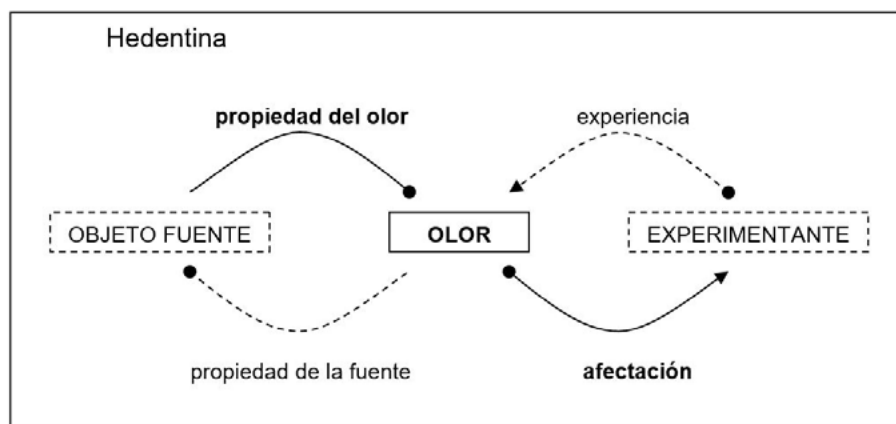 Hedentina
propiedad del olor
experiencia
OBJETO FUENTE
OLOR
EXPERIMENTANTE
propiedad de la fuente
afectación